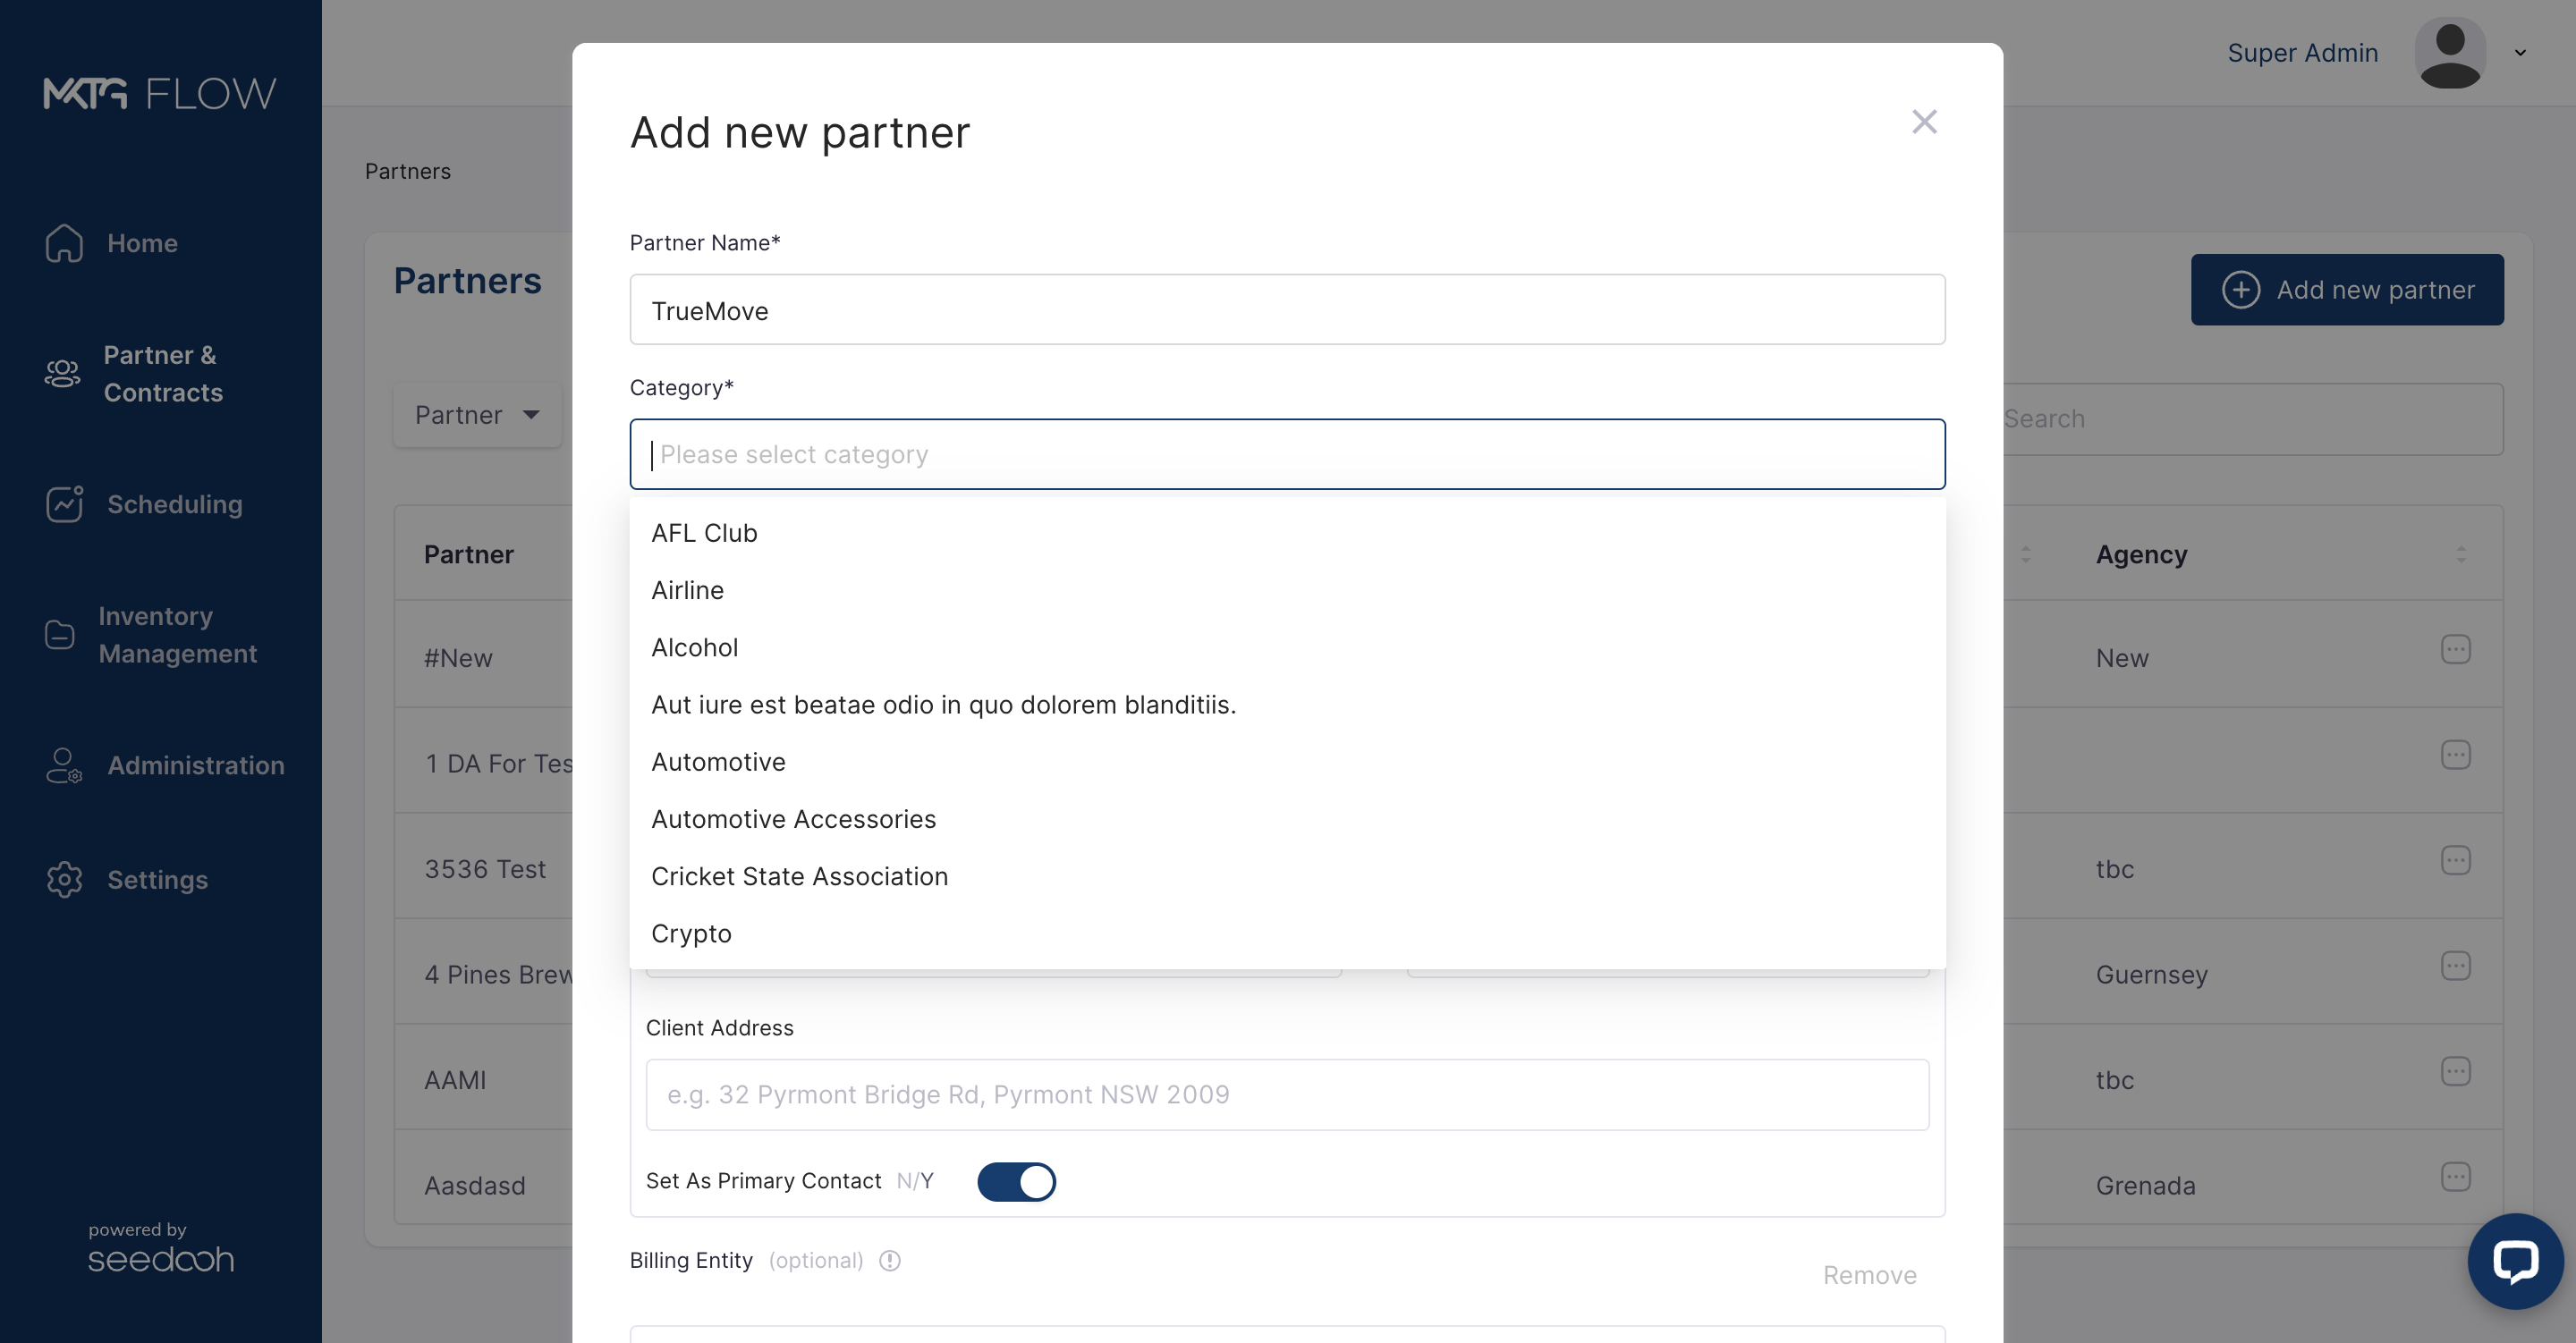 MKTG FLOW
Home
Partner &
Contracts
Scheduling
Inventory
Management
Administration
Settings
powered by
seedooh
Super Admin
Partners
Partners
Add new partner
Partner
Search
Partner
Agency
#New
New
1 DA For Tes
3536 Test
tbc
4 Pines Brew
Guernsey
AAMI
tbc
Aasdasd
Grenada
Add new partner
Partner Name*
TrueMove
Category*
Please select category
AFL Club
Airline
Alcohol
Aut iure est beatae odio in quo dolorem blanditiis.
Automotive
Automotive Accessories
Cricket State Association
Crypto
Client Address
e.g. 32 Pyrmont Bridge Rd, Pyrmont NSW 2009
Set As Primary Contact N/Y
Billing Entity (optional)
Remove